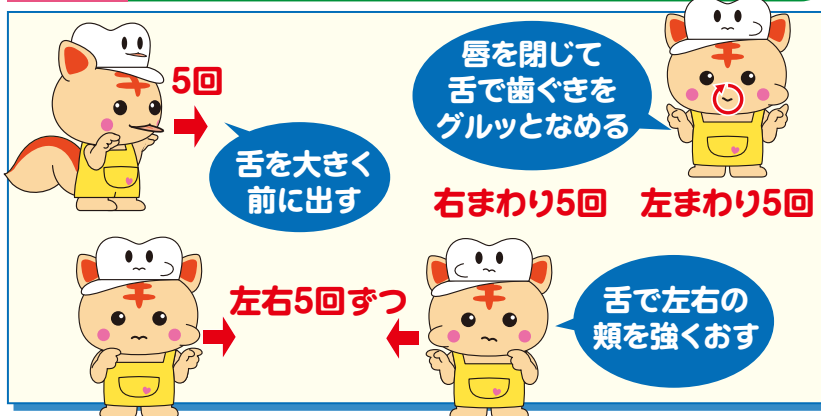 5回
舌を大きく
前に出す
唇を閉じて
舌で歯ぐきを
グルッとなめる
右まわり5回 左まわり5回
左右5回ずつ
舌で左右の
頬を強くおす